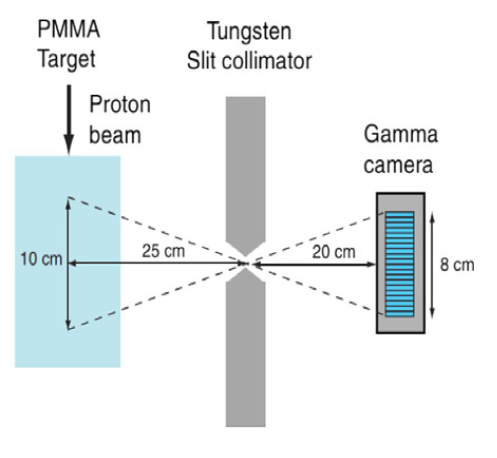 PMMA
Target
Proton
beam
Tungsten
Slit collimator
Gamma
camera
10 cm
25 cm
20 cm
8 cm